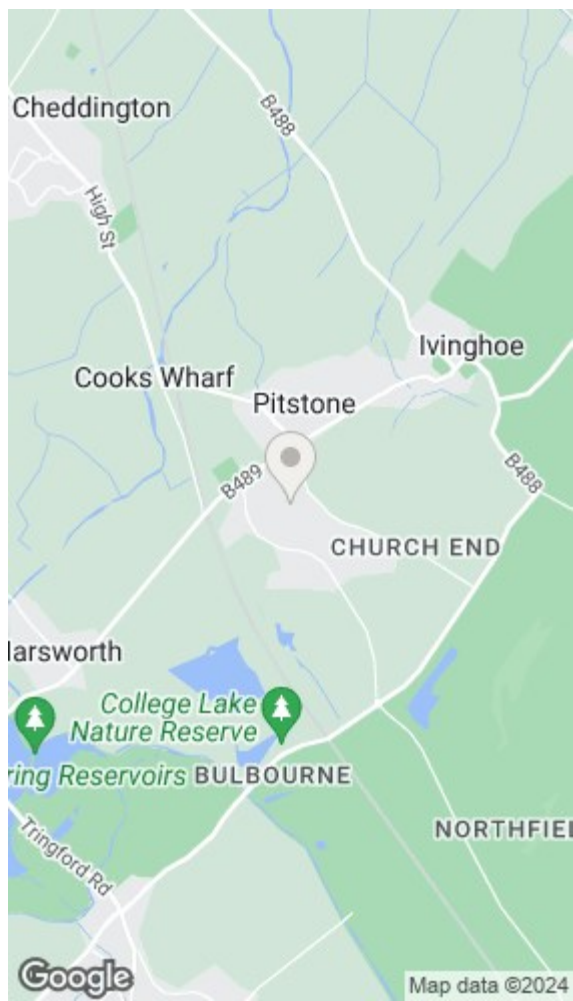 Cheddington
B488
High St
Ivinghoe
Cooks Wharf
Pitstone
B489
B488
CHURCH END
larsworth
College Lake
Nature Reserve
ring Reservoirs
BULBOURNE
NORTHFIEL
Tringford Rd
Google
Map data ©2024